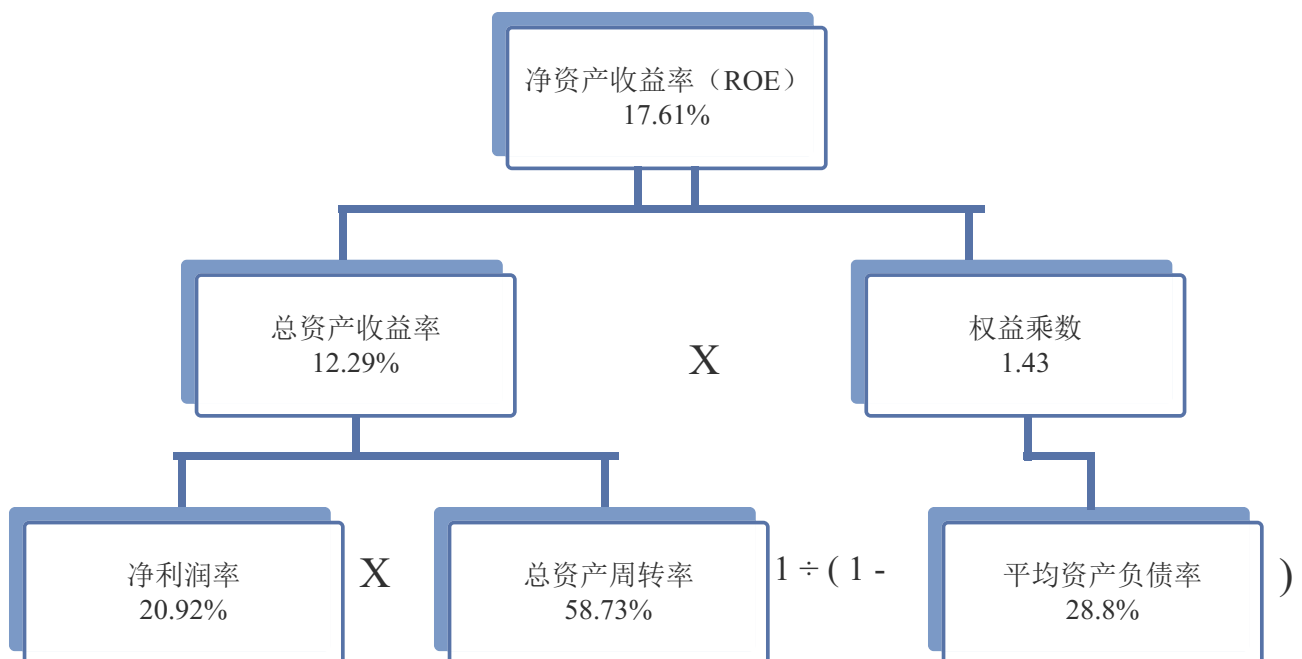 净资产收益率（ROE）
17.61%
总资产收益率
12.29%
X
权益乘数
1.43
净利润率
20.92%
X
总资产周转率
58.73%
1 ÷ ( 1 -
平均资产负债率
28.8%
)